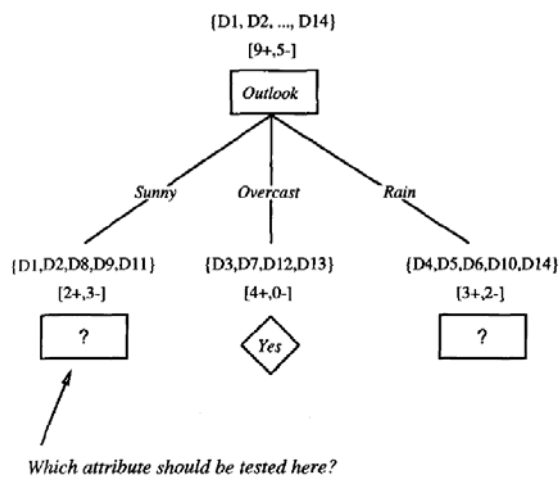 {D1, D2, ..., D14}
[9+,5-]
Outlook
Sunny
Overcast
Rain
{D1,D2,D8,D9,D11}
{D3,D7,D12,D13}
{D4,D5,D6,D10,D14}
[2+,3-]
[4+,0-]
[3+,2-]
?
Yes
?
Which attribute should be tested here?